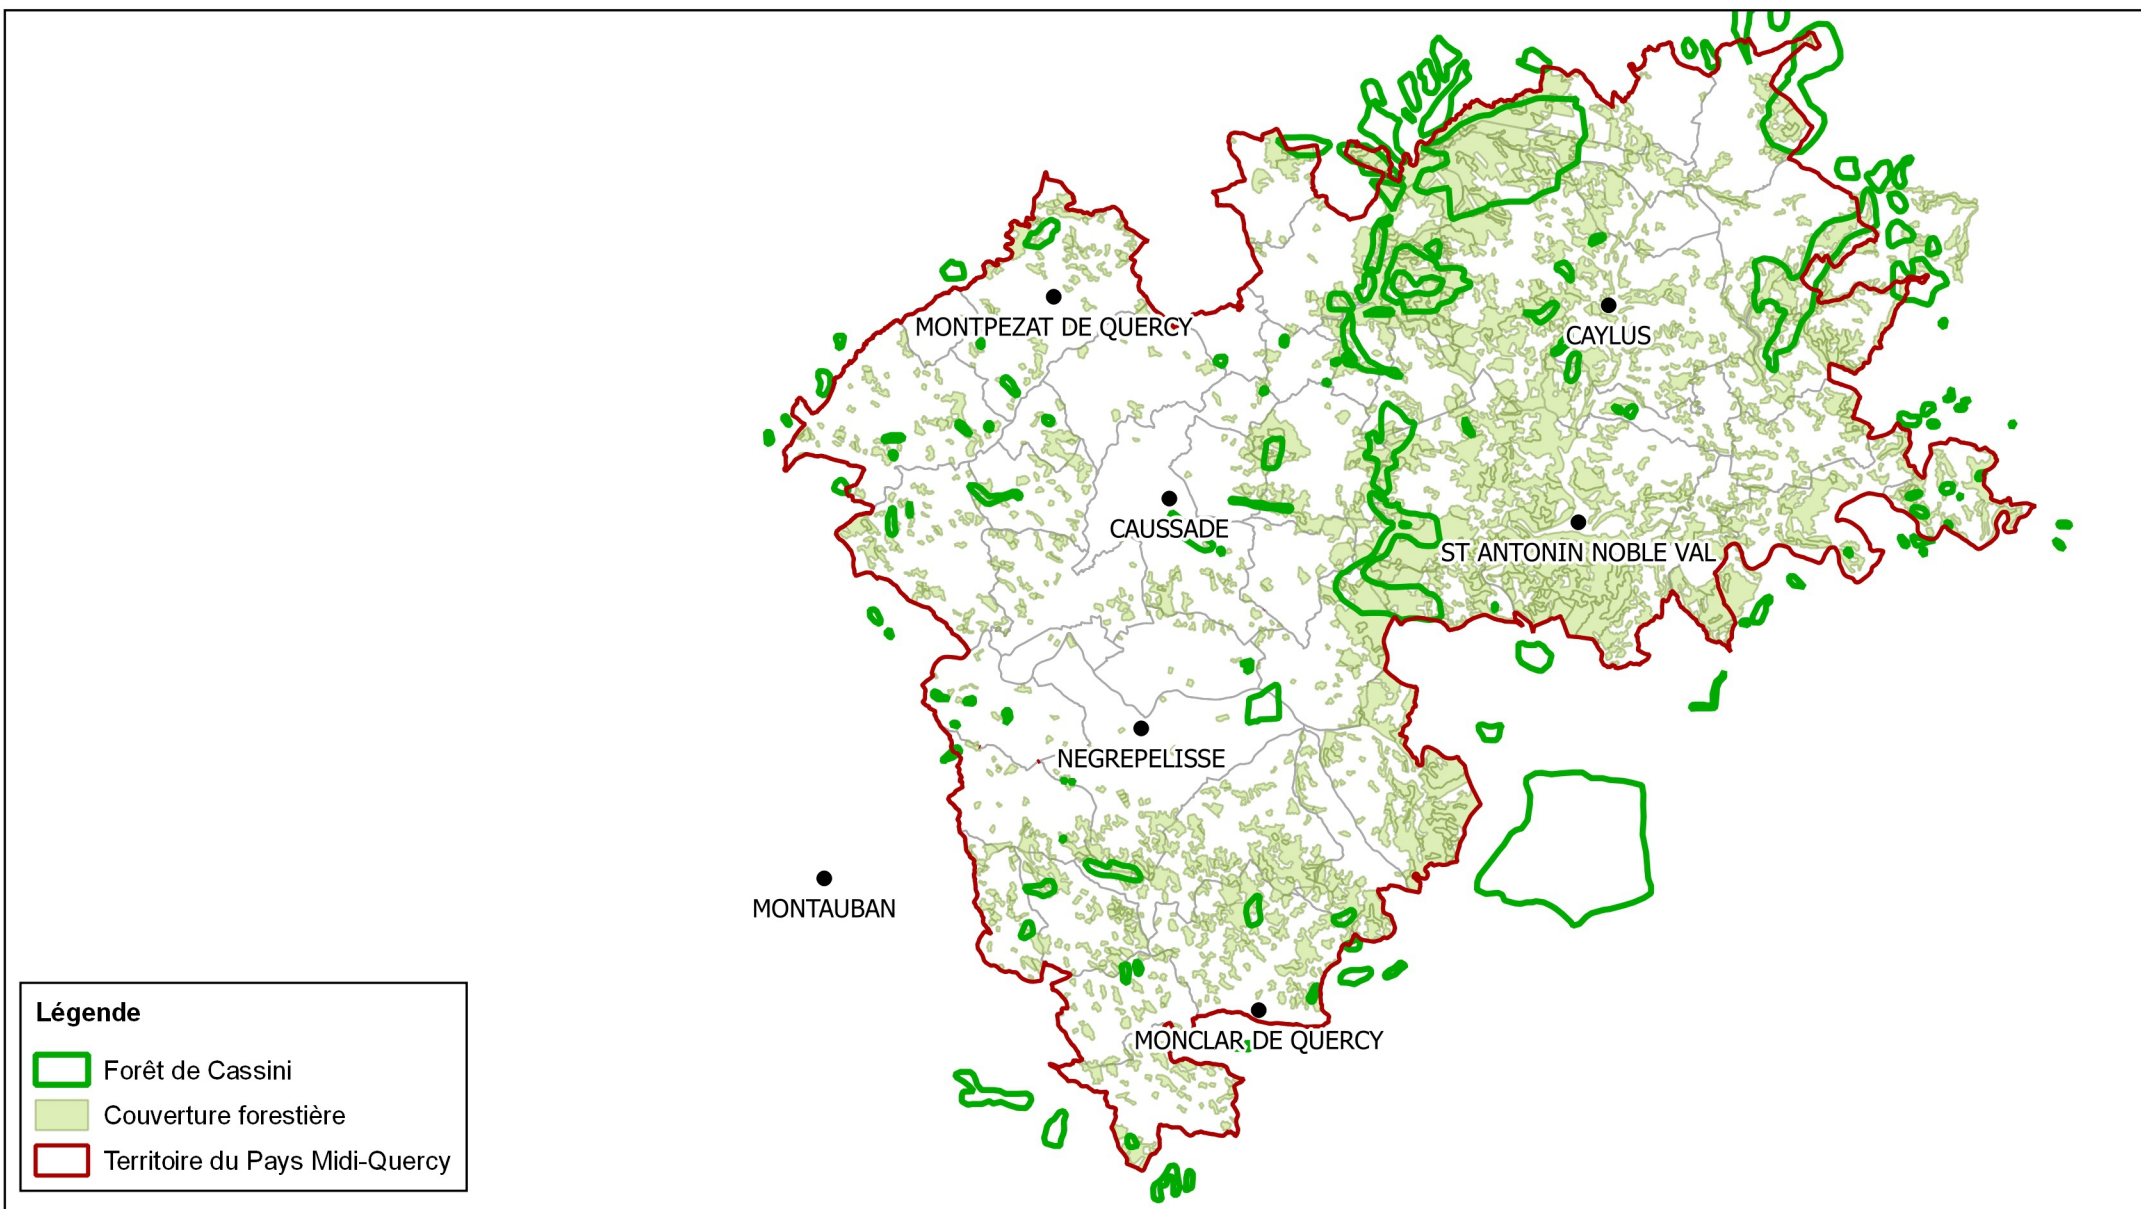 MONTPEZAT DE QUERCY
CAYLUS
CAUSSADE
ST ANTONIN NOBLE VAL
NEGREPELISSE
MONTAUBAN
MONCLAR DE QUERCY
Légende
Forêt de Cassini
Couverture forestière
Territoire du Pays Midi-Quercy